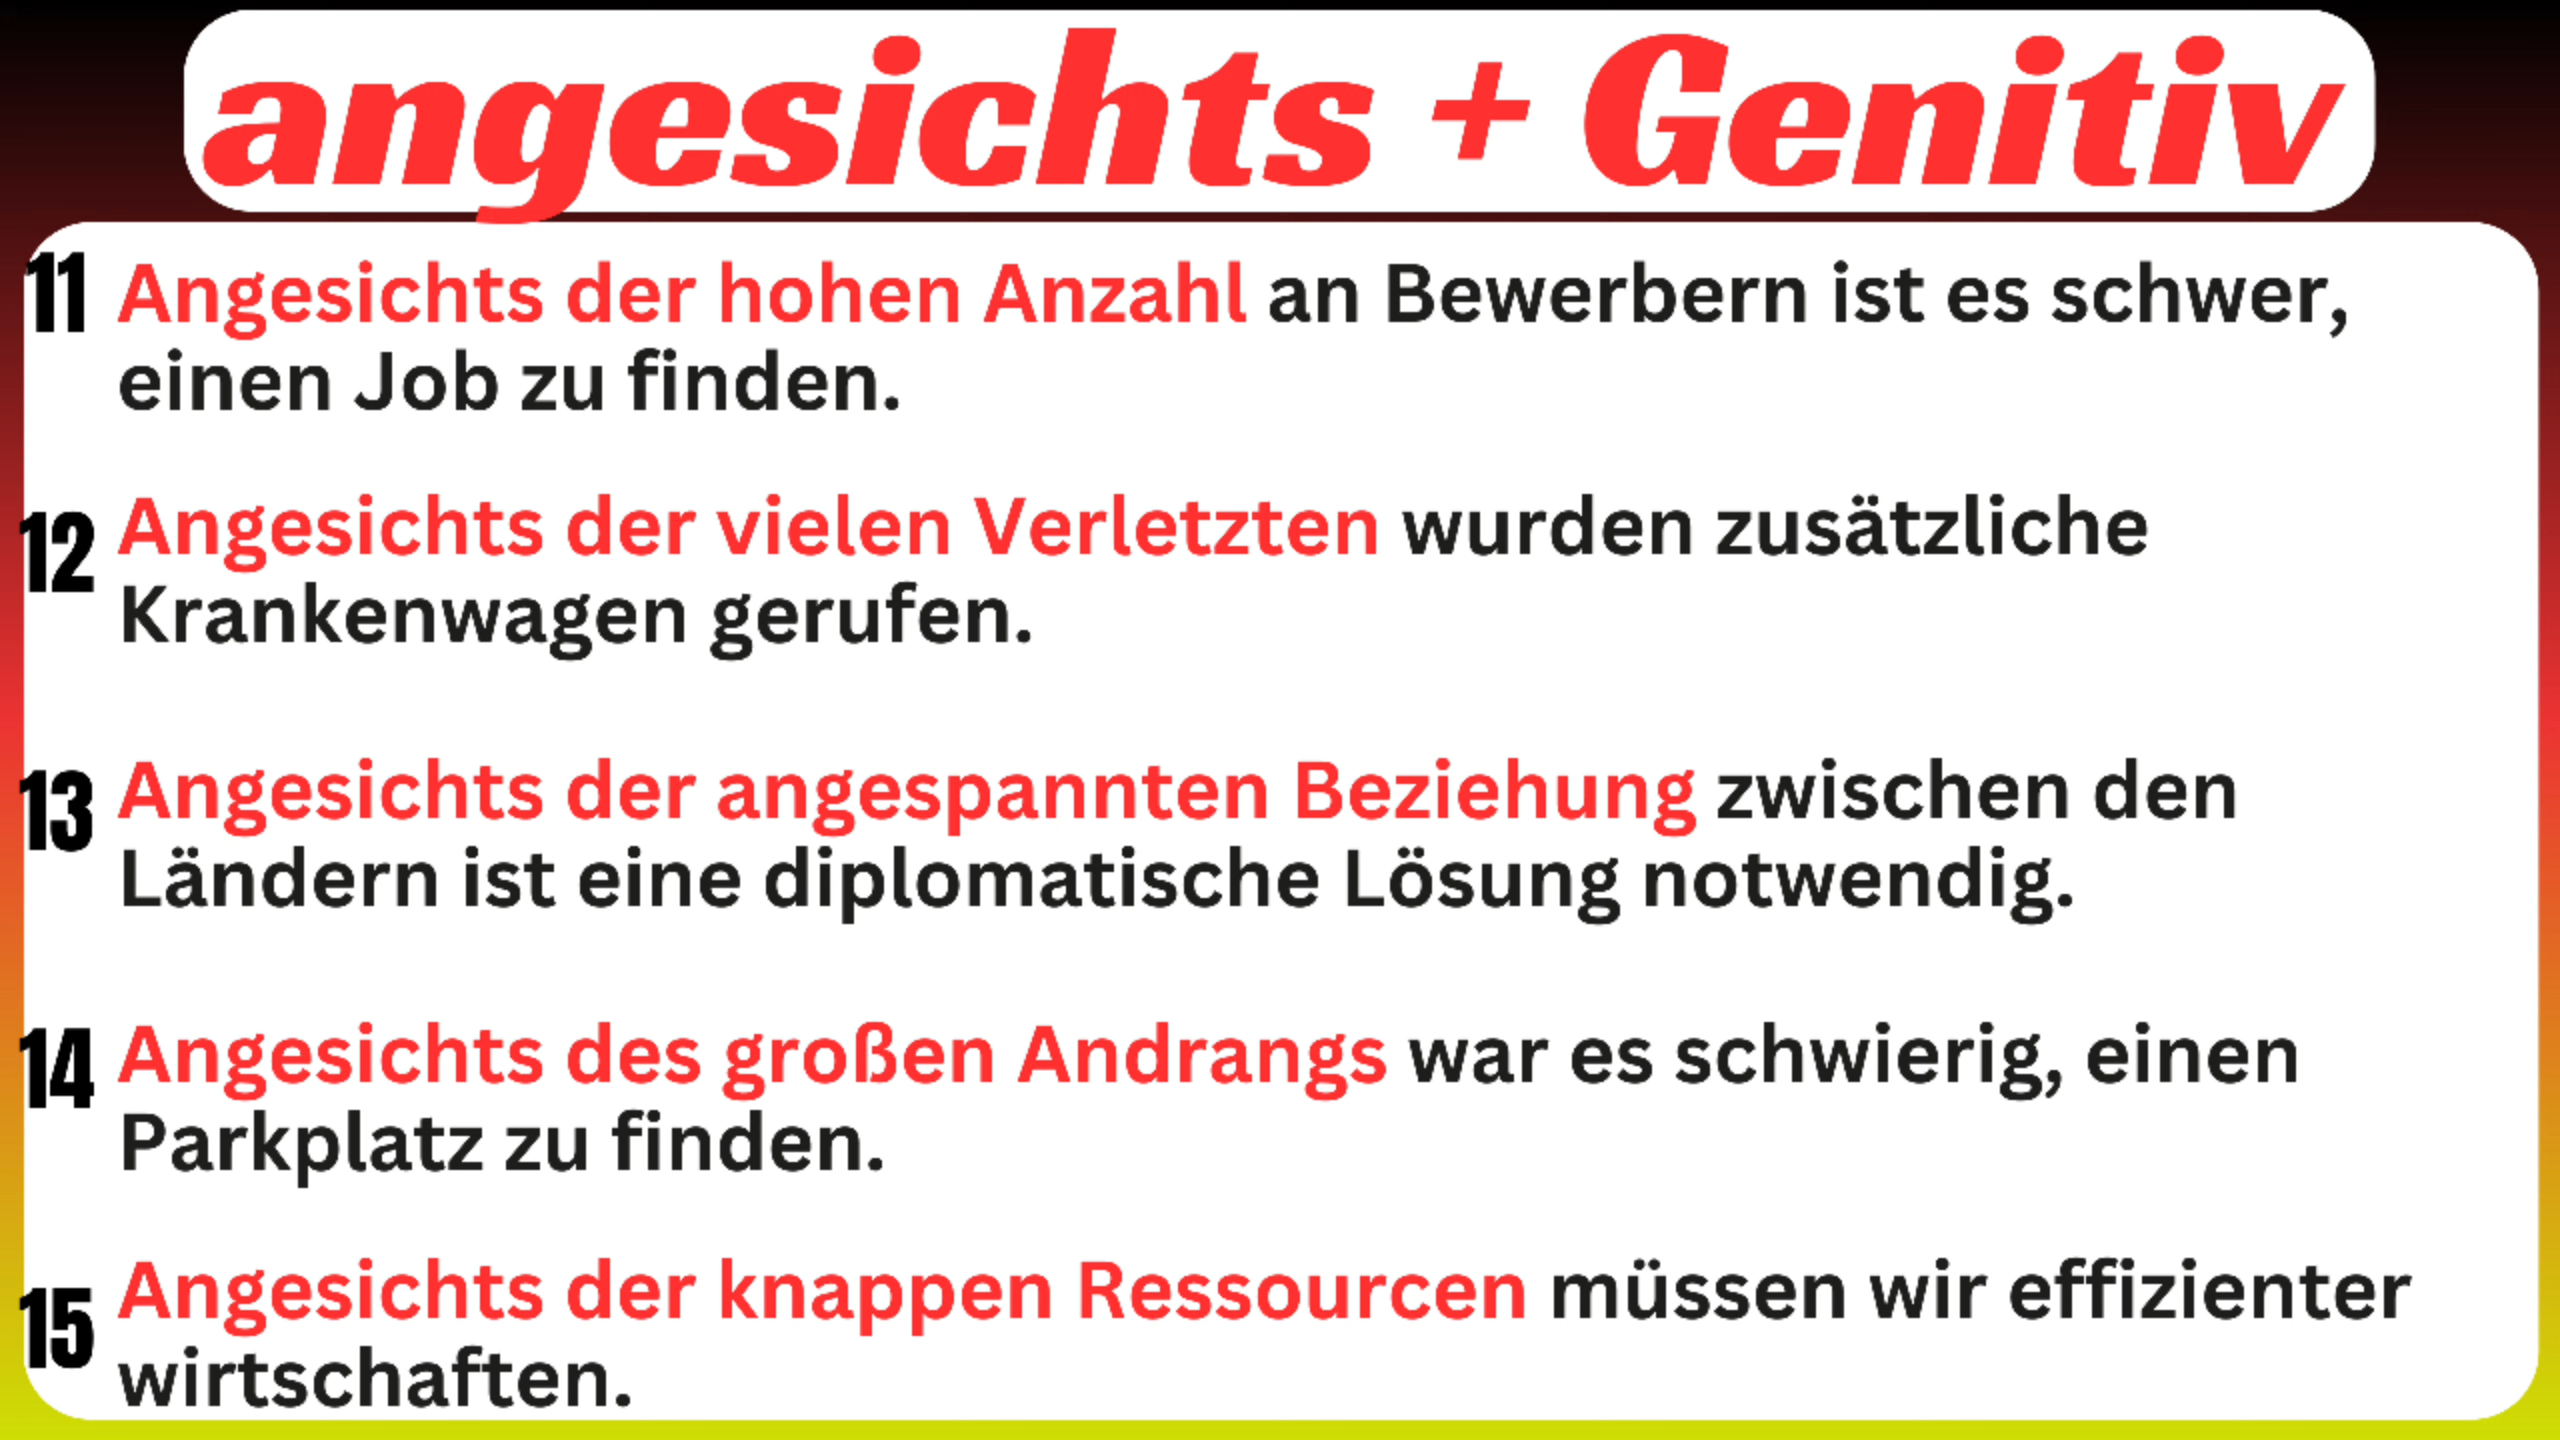 angesichts + Genitiv
11 Angesichts der hohen Anzahl an Bewerbern ist es schwer,
einen Job zu finden.
12 Angesichts der vielen Verletzten wurden zusätzliche
Krankenwagen gerufen.
13 Angesichts der angespannten Beziehung zwischen den
Ländern ist eine diplomatische Lösung notwendig.
14 Angesichts des großen Andrangs war es schwierig, einen
Parkplatz zu finden.
15 Angesichts der knappen Ressourcen müssen wir effizienter
wirtschaften.